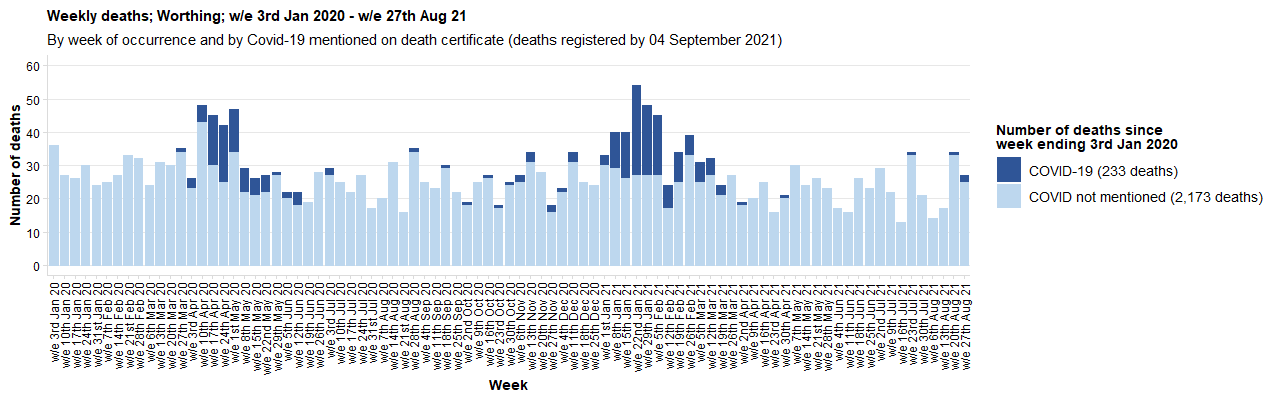 Weekly deaths; Worthing; w/e 3rd Jan 2020 - w/e 27th Aug 21
By week of occurrence and by Covid-19 mentioned on death certificate (deaths registered by 04 September 2021)
Number of deaths
60
50
40
30
20
10
0
w/e 3rd Jan 20
w/e 10th Jan 20
w/e 17th Jan 20
w/e 24th Jan 20
w/e 31st Jan 20
w/e 7th Feb 20
w/e 14th Feb 20
w/e 21st Feb 20
w/e 28th Feb 20
w/e 6th Mar 20
w/e 13th Mar 20
w/e 20th Mar 20
w/e 27th Mar 20
w/e 3rd Apr 20
w/e 10th Apr 20
w/e 17th Apr 20
w/e 24th Apr 20
w/e 1st May 20
w/e 8th May 20
w/e 15th May 20
w/e 22nd May 20
w/e 29th May 20
w/e 5th Jun 20
w/e 12th Jun 20
w/e 19th Jun 20
w/e 26th Jun 20
w/e 3rd Jul 20
w/e 10th Jul 20
w/e 17th Jul 20
w/e 24th Jul 20
w/e 31st Jul 20
w/e 7th Aug 20
w/e 14th Aug 20
w/e 21st Aug 20
w/e 28th Aug 20
w/e 4th Sep 20
w/e 11th Sep 20
w/e 18th Sep 20
w/e 25th Sep 20
w/e 2nd Oct 20
w/e 9th Oct 20
w/e 16th Oct 20
w/e 23rd Oct 20
w/e 30th Oct 20
w/e 6th Nov 20
w/e 13th Nov 20
w/e 20th Nov 20
w/e 27th Nov 20
w/e 4th Dec 20
w/e 11th Dec 20
w/e 18th Dec 20
w/e 25th Dec 20
w/e 1st Jan 21
w/e 8th Jan 21
w/e 15th Jan 21
w/e 22nd Jan 21
w/e 29th Jan 21
w/e 5th Feb 21
w/e 12th Feb 21
w/e 19th Feb 21
w/e 26th Feb 21
w/e 5th Mar 21
w/e 12th Mar 21
w/e 19th Mar 21
w/e 26th Mar 21
w/e 2nd Apr 21
w/e 9th Apr 21
w/e 16th Apr 21
w/e 23rd Apr 21
w/e 30th Apr 21
w/e 7th May 21
w/e 14th May 21
w/e 21st May 21
w/e 28th May 21
w/e 4th Jun 21
w/e 11th Jun 21
w/e 18th Jun 21
w/e 25th Jun 21
w/e 2nd Jul 21
w/e 9th Jul 21
w/e 16th Jul 21
w/e 23rd Jul 21
w/e 30th Jul 21
w/e 6th Aug 21
w/e 13th Aug 21
w/e 20th Aug 21
w/e 27th Aug 21
Week
Number of deaths since
week ending 3rd Jan 2020
COVID-19 (233 deaths)
COVID not mentioned (2,173 deaths)